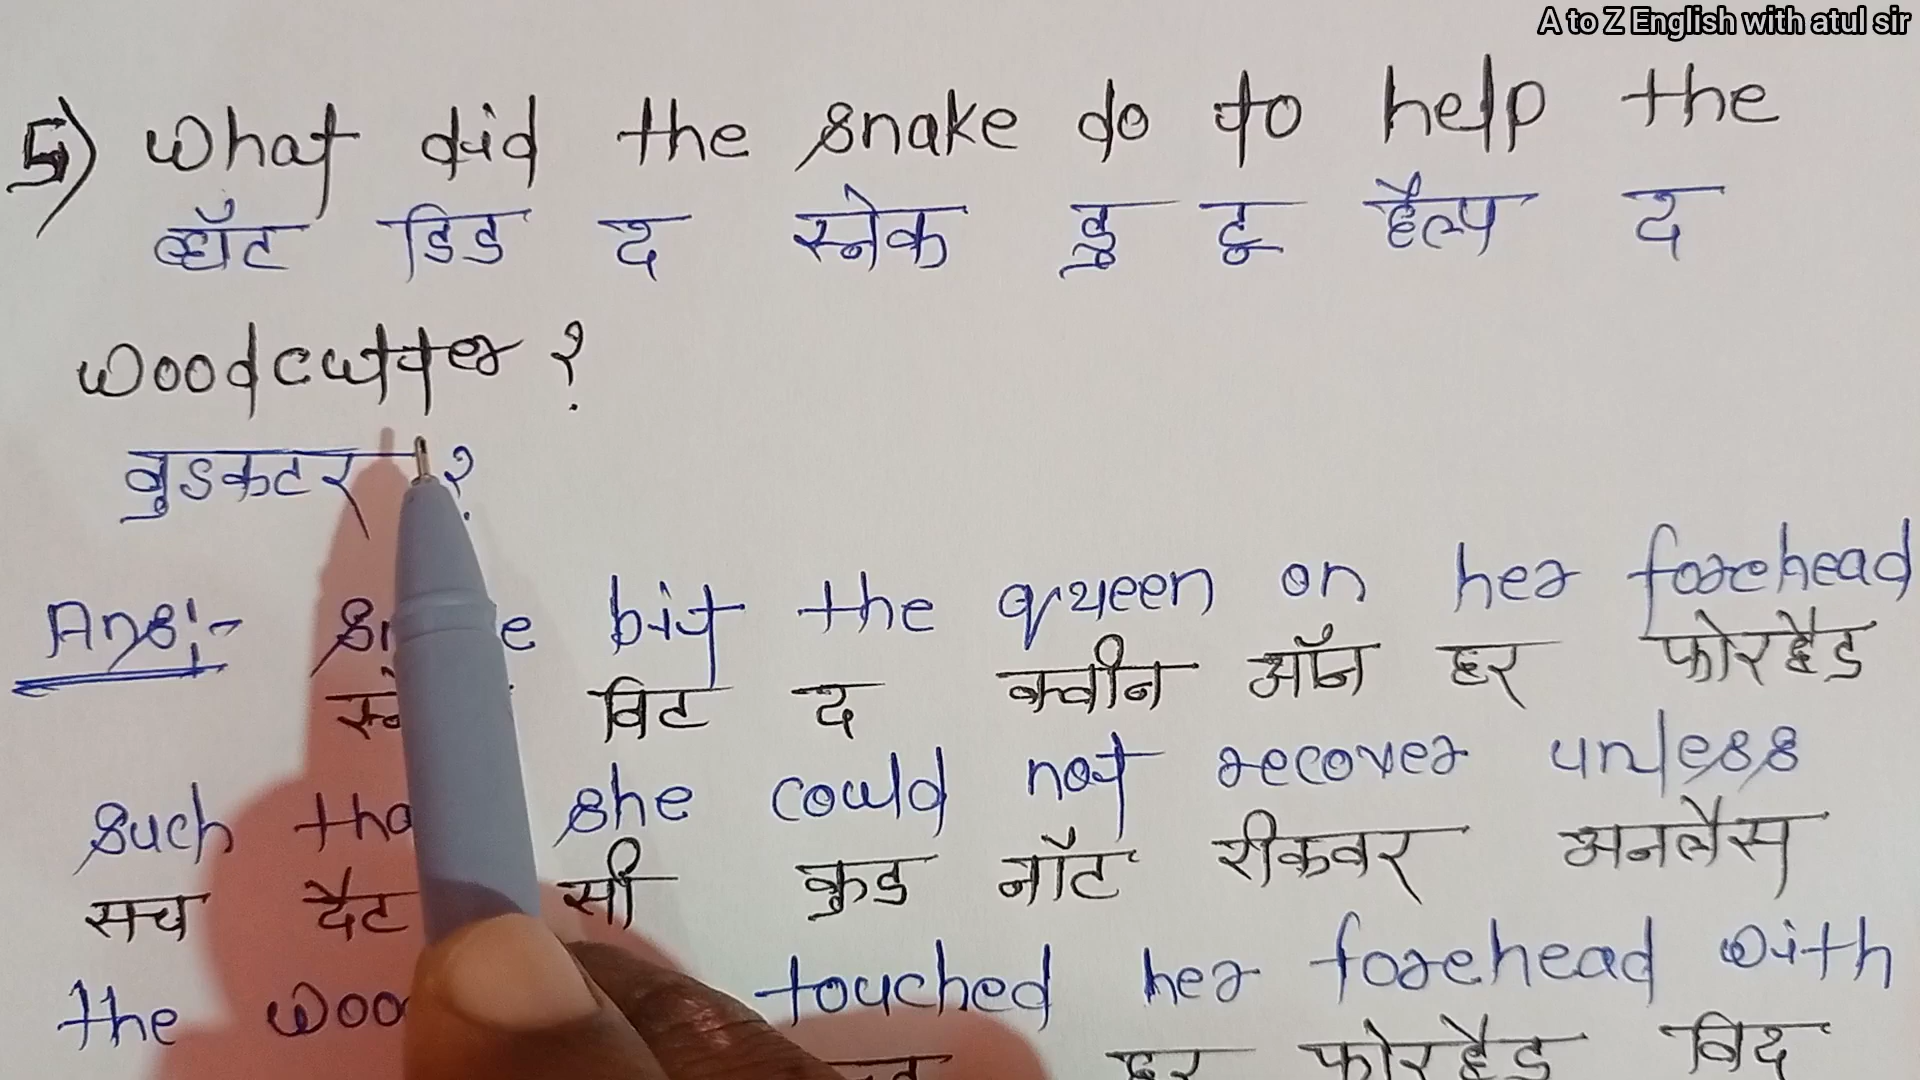 A to Z English with atul sir
5) What did the snake do to help the
व्हॉट डिड द स्नेक डु टू हैल्प द
woodcutter ?
वुडकटर ?
Ans:- bit the queen on her forehead
बिट द क्वीन ऑन हर फोरहैड
such she could not recover unless
सच दैट सी कुड नॉट रीकवर अनलैस
the touched her forehead with
हर फोरहैड विद